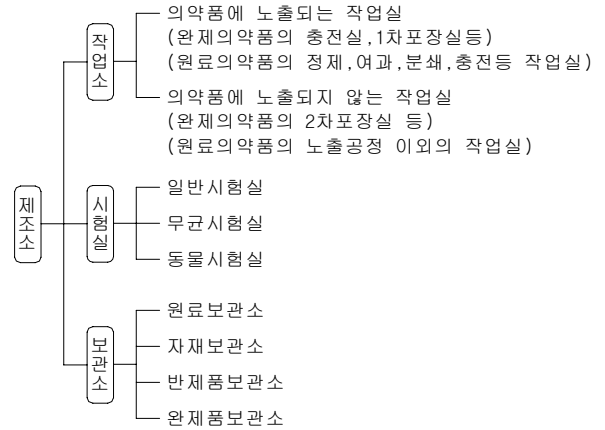 제조소
작업소
의약품에 노출되는 작업실
(완제의약품의 충전실,1차포장실등)
(원료의약품의 정제,여과,분쇄,충전등 작업실)
의약품에 노출되지 않는 작업실
(완제의약품의 2차포장실 등)
(원료의약품의 노출공정 이외의 작업실)
시험실
일반시험실
무균시험실
동물시험실
보관소
원료보관소
자재보관소
반제품보관소
완제품보관소